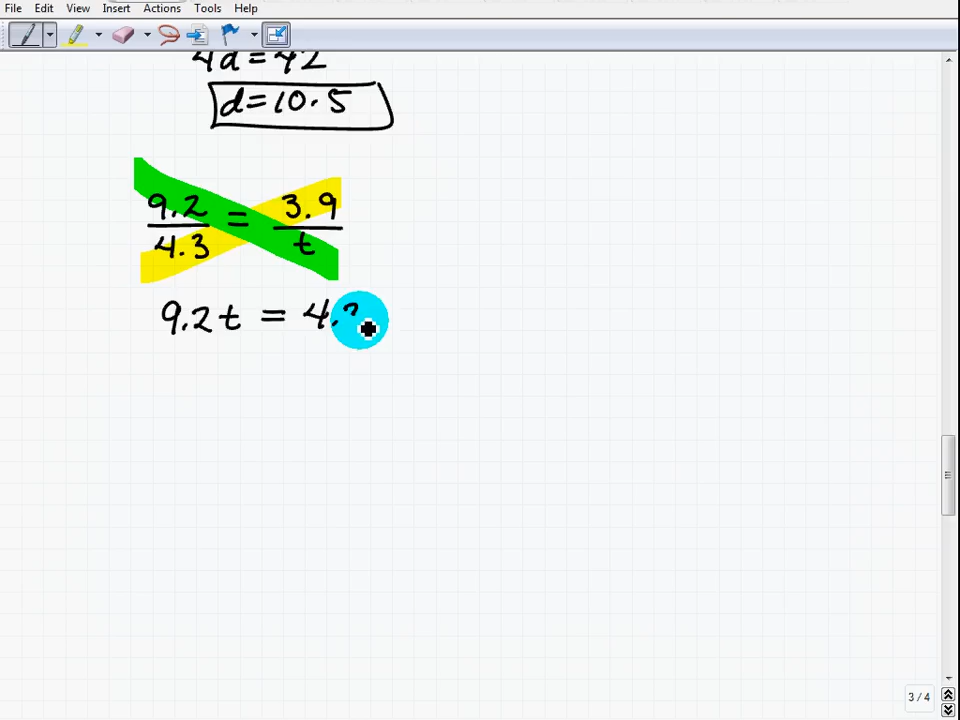 File Edit View Insert Actions Tools Help
d=10.5
9.2 = 3.9
4.3 t
9.2t = 4.
3/4